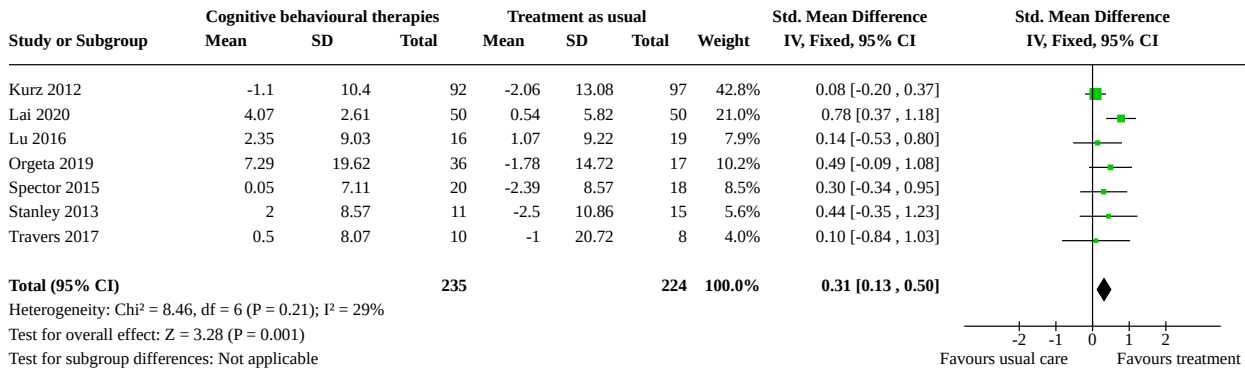 Cognitive behavioural therapies Treatment as usual Std. Mean Difference Std. Mean Difference
Study or Subgroup Mean SD Total Mean SD Total Weight IV, Fixed, 95% CI IV, Fixed, 95% CI
Kurz 2012 -1.1 10.4 92 -2.06 13.08 97 42.8% 0.08 [-0.20 , 0.37]
Lai 2020 4.07 2.61 50 0.54 5.82 50 21.0% 0.78 [0.37 , 1.18]
Lu 2016 2.35 9.03 16 1.07 9.22 19 7.9% 0.14 [-0.53 , 0.80]
Orgeta 2019 7.29 19.62 36 -1.78 14.72 17 10.2% 0.49 [-0.09 , 1.08]
Spector 2015 0.05 7.11 20 -2.39 8.57 18 8.5% 0.30 [-0.34 , 0.95]
Stanley 2013 2 8.57 11 -2.5 10.86 15 5.6% 0.44 [-0.35 , 1.23]
Travers 2017 0.5 8.07 10 -1 20.72 8 4.0% 0.10 [-0.84 , 1.03]
Total (95% CI) 235 224 100.0% 0.31 [0.13 , 0.50]
Heterogeneity: Chi² = 8.46, df = 6 (P = 0.21); I² = 29%
Test for overall effect: Z = 3.28 (P = 0.001)
-2 -1 0 1 2
Test for subgroup differences: Not applicable Favours usual care Favours treatment